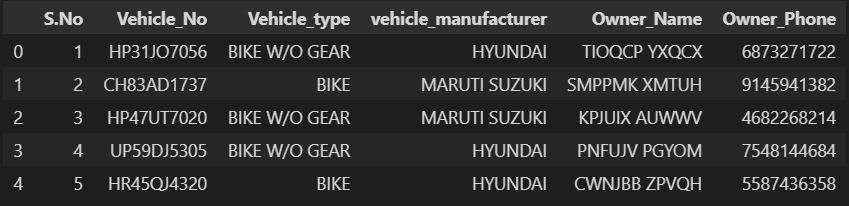 S.No Vehicle_No Vehicle_type vehicle_manufacturer Owner_Name Owner_Phone
0 1 HP31JO7056 BIKE W/O GEAR HYUNDAI TIOQCP YXQCX 6873271722
1 2 CH83AD1737 BIKE MARUTI SUZUKI SMPPMK XMTUH 9145941382
2 3 HP47UT7020 BIKE W/O GEAR MARUTI SUZUKI KPJUIX AUWWV 4682268214
3 4 UP59DJ5305 BIKE W/O GEAR HYUNDAI PNFUJV PGYOM 7548144684
4 5 HR45QJ4320 BIKE HYUNDAI CWNJBB ZPVQH 5587436358